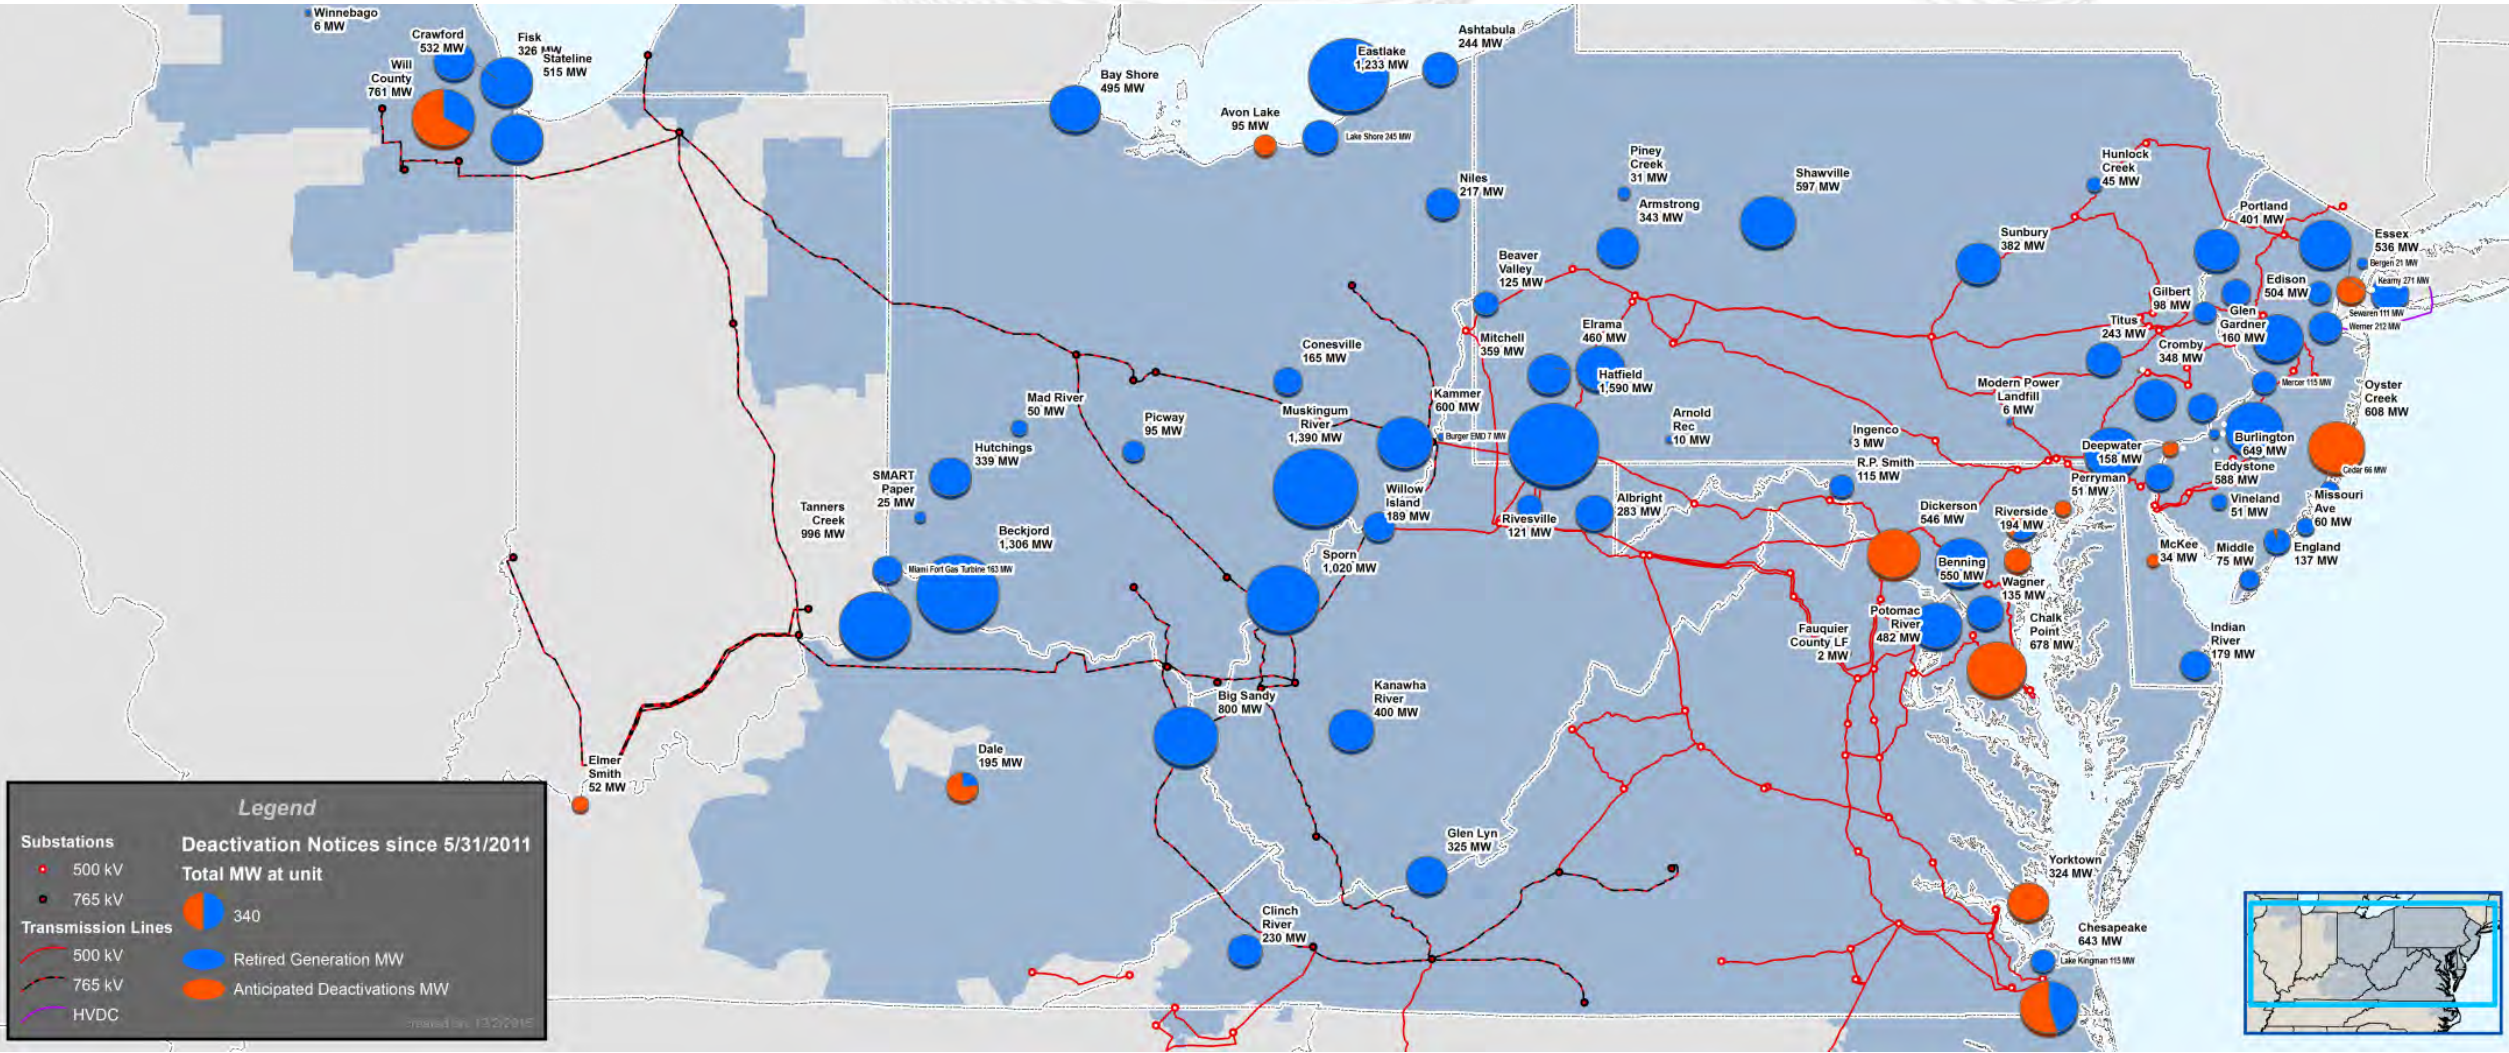 Winnebago
6 MW
Crawford
532 MW
Fisk
326 MW
Stateline
515 MW
Will
County
761 MW
Bay Shore
495 MW
Eastlake
1,233 MW
Ashtabula
244 MW
Avon Lake
95 MW
Lake Shore 245 MW
Niles
217 MW
Piney
Creek
31 MW
Armstrong
343 MW
Shawville
597 MW
Hunlock
Creek
45 MW
Portland
401 MW
Sunbury
382 MW
Essex
536 MW
Bergen 21 MW
Kearny 271 MW
Edison
504 MW
Sewaren 111 MW
Werner 212 MW
Gilbert
98 MW
Glen
Gardner
160 MW
Titus
243 MW
Cromby
348 MW
Mercer 115 MW
Beaver
Valley
125 MW
Elrama
460 MW
Mitchell
359 MW
Hatfield
1,590 MW
Conesville
165 MW
Kammer
600 MW
Burger EMD 7 MW
Muskingum
River
1,390 MW
Mad River
50 MW
Picway
95 MW
Hutchings
339 MW
SMART
Paper
25 MW
Tanners
Creek
996 MW
Beckjord
1,306 MW
Miami Fort Gas Turbine 163 MW
Willow
Island
189 MW
Sporn
1,020 MW
Rivesville
121 MW
Albright
283 MW
Arnold
Rec
10 MW
Ingenco
3 MW
R.P. Smith
115 MW
Modern Power
Landfill
6 MW
Oyster
Creek
608 MW
Deepwater
158 MW
Burlington
649 MW
Eddystone
588 MW
Cedar 66 MW
Perryman
51 MW
Vineland
51 MW
Missouri
Ave
60 MW
Dickerson
546 MW
Riverside
194 MW
McKee
34 MW
Middle
75 MW
England
137 MW
Benning
550 MW
Wagner
135 MW
Potomac
River
482 MW
Chalk
Point
678 MW
Fauquier
County LF
2 MW
Indian
River
179 MW
Big Sandy
800 MW
Kanawha
River
400 MW
Dale
195 MW
Elmer
Smith
52 MW
Glen Lyn
325 MW
Clinch
River
230 MW
Yorktown
324 MW
Chesapeake
643 MW
Lake Kingman 115 MW
Legend
Substations
500 kV
765 kV
Transmission Lines
500 kV
765 kV
HVDC
Deactivation Notices since 5/31/2011
Total MW at unit
340
Retired Generation MW
Anticipated Deactivations MW